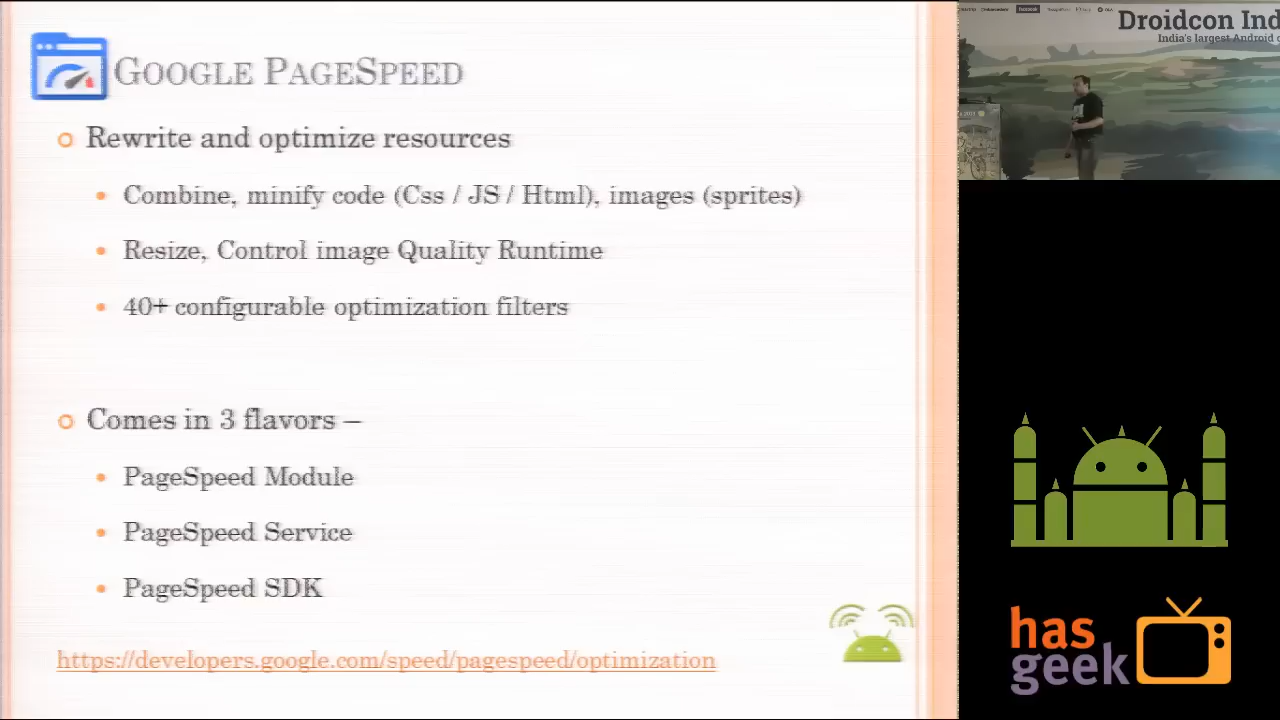 GOOGLE PAGESPEED
Rewrite and optimize resources
Combine, minify code (Css / JS / Html), images (sprites)
Resize, Control image Quality Runtime
40+ configurable optimization filters
Comes in 3 flavors –
PageSpeed Module
PageSpeed Service
PageSpeed SDK
https://developers.google.com/speed/pagespeed/optimization
Droidcon Ind
India's largest Android c
has
geek